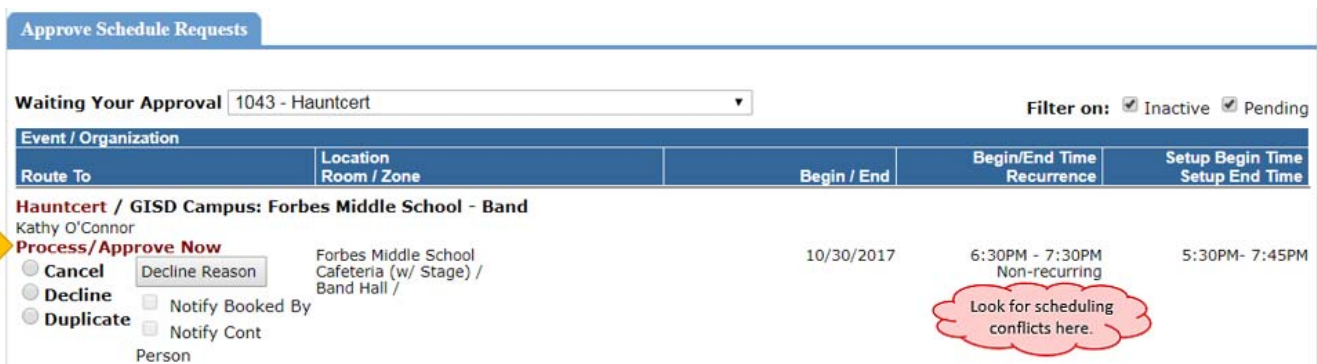 Approve Schedule Requests
Waiting Your Approval 1043 - Hauntcert Filter on: Inactive Pending
Event / Organization
Location Begin/End Time Setup Begin Time
Route To Room / Zone Begin / End Recurrence Setup End Time
Hauntcert / GISD Campus: Forbes Middle School - Band
Kathy O'Connor
Process/Approve Now
Forbes Middle School 10/30/2017 6:30PM - 7:30PM 5:30PM- 7:45PM
Cancel Decline Reason Cafeteria (w/ Stage) / Non-recurring
Band Hall /
Decline Notify Booked By
Duplicate Notify Cont
Person
Look for scheduling
conflicts here.